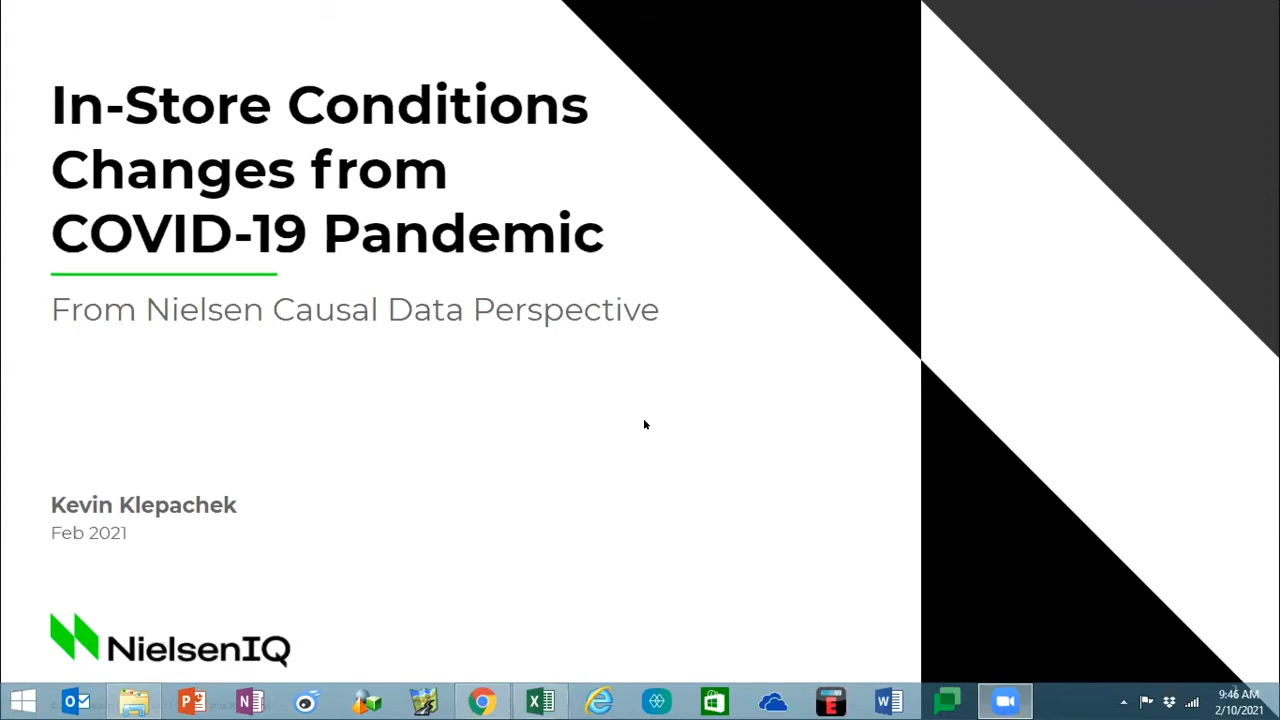 In-Store Conditions
Changes from
COVID-19 Pandemic
From Nielsen Causal Data Perspective
Kevin Klepachek
Feb 2021
NielsenIQ
9:46 AM
2/10/2021